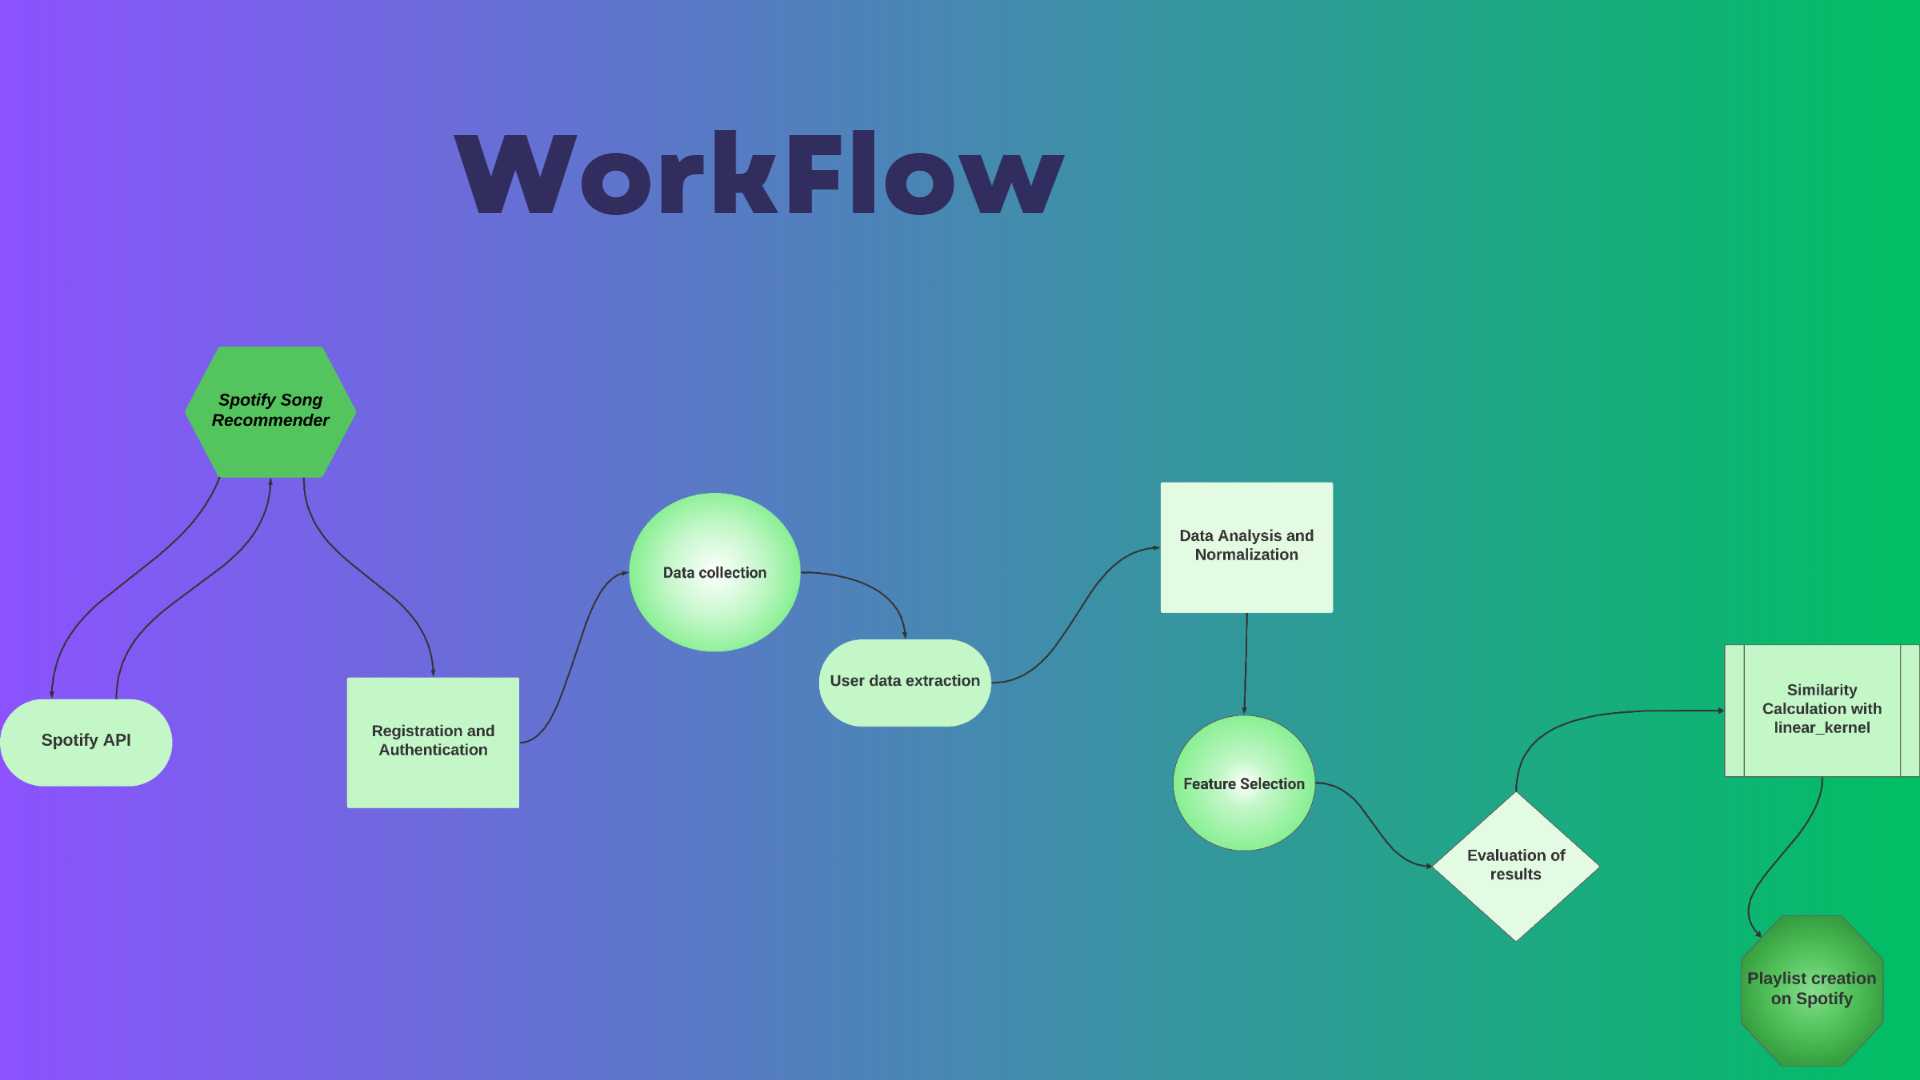 WorkFlow
Spotify Song
Recommender
Spotify API
Registration and
Authentication
Data collection
User data extraction
Data Analysis and
Normalization
Feature Selection
Evaluation of
results
Similarity
Calculation with
linear_kernel
Playlist creation
on Spotify